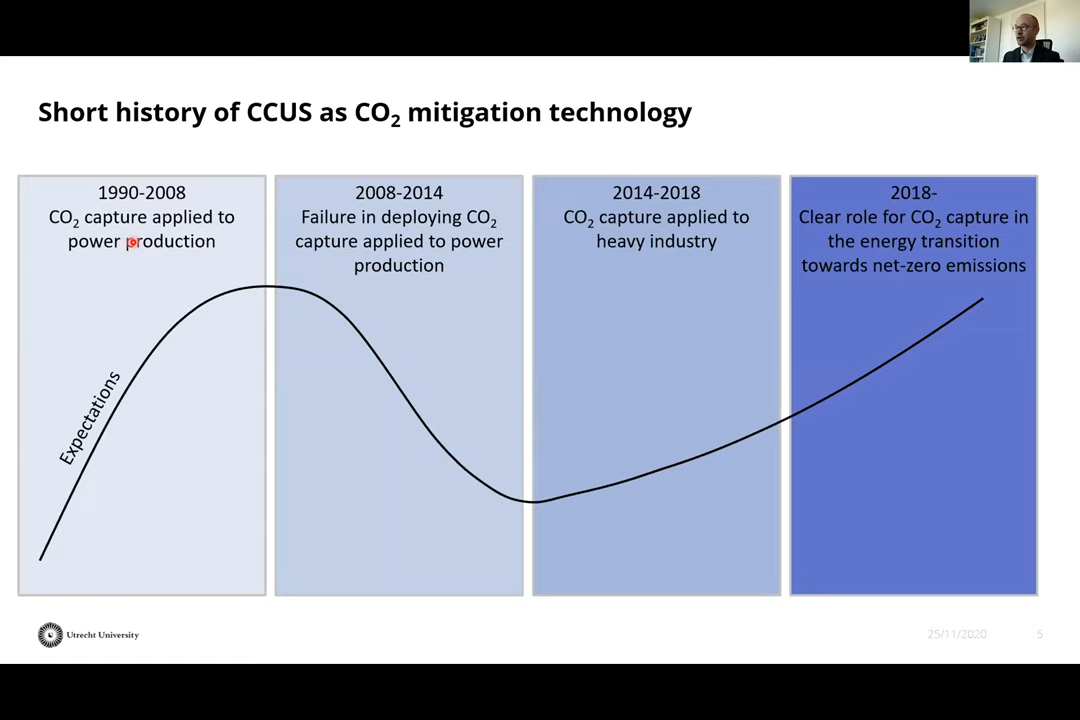 Short history of CCUS as CO₂ mitigation technology
1990-2008
CO₂ capture applied to
power production
2008-2014
Failure in deploying CO₂
capture applied to power
production
2014-2018
CO₂ capture applied to
heavy industry
2018-
Clear role for CO₂ capture in
the energy transition
towards net-zero emissions
Expectations
Utrecht University
25/11/2020
5